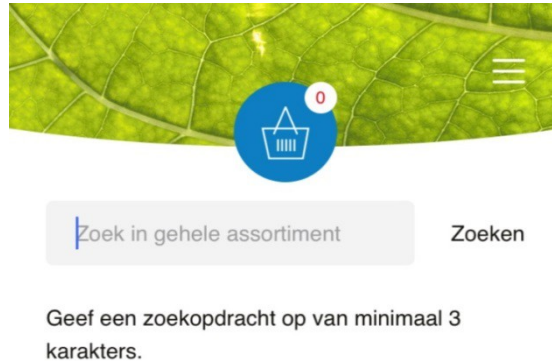 0
Zoek in gehele assortiment
Zoeken
Geef een zoekopdracht op van minimaal 3
karakters.